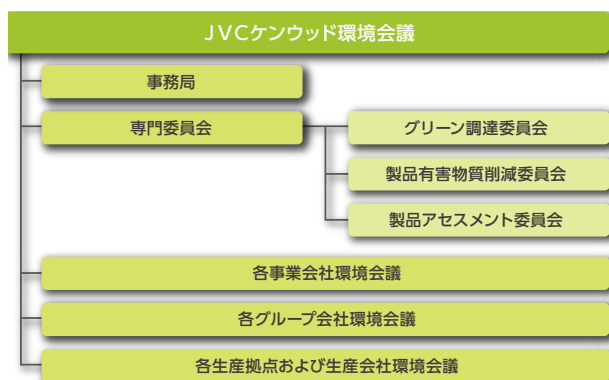 JVCケンウッド環境会議
事務局
専門委員会
グリーン調達委員会
製品有害物質削減委員会
製品アセスメント委員会
各事業会社環境会議
各グループ会社環境会議
各生産拠点および生産会社環境会議